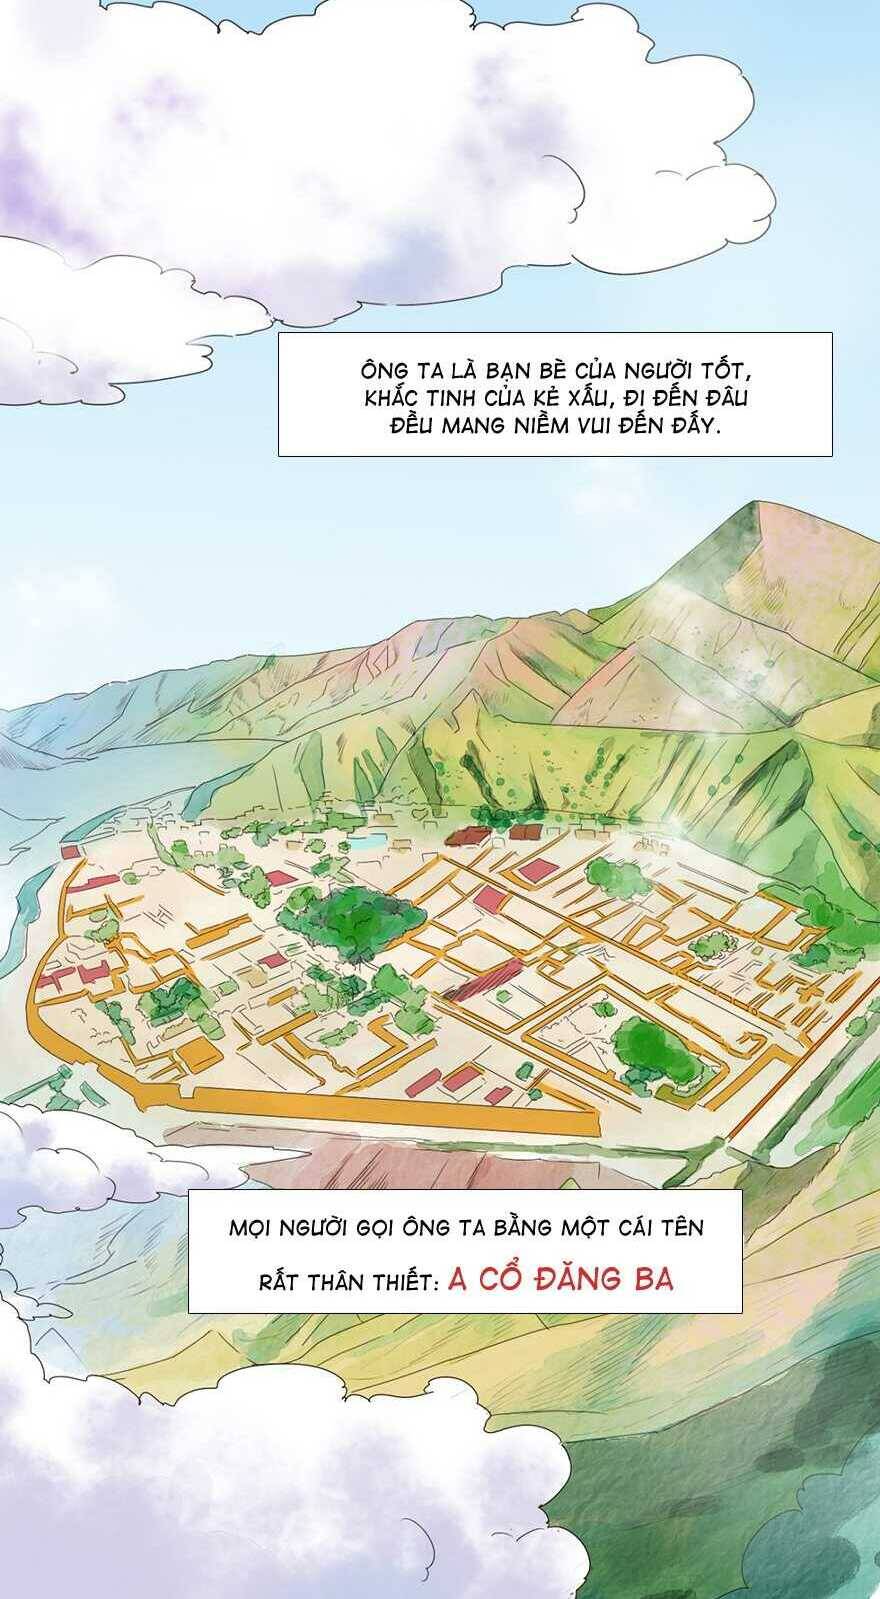 ÔNG TA LÀ BẠN BÈ CỦA NGƯỜI TỐT,
KHẮC TINH CỦA KẺ XẤU, ĐI ĐẾN ĐÂU
ĐỀU MANG NIỀM VUI ĐẾN ĐẤY.
MỌI NGƯỜI GỌI ÔNG TA BẰNG MỘT CÁI TÊN
RẤT THÂN THIẾT: A CỔ ĐĂNG BA